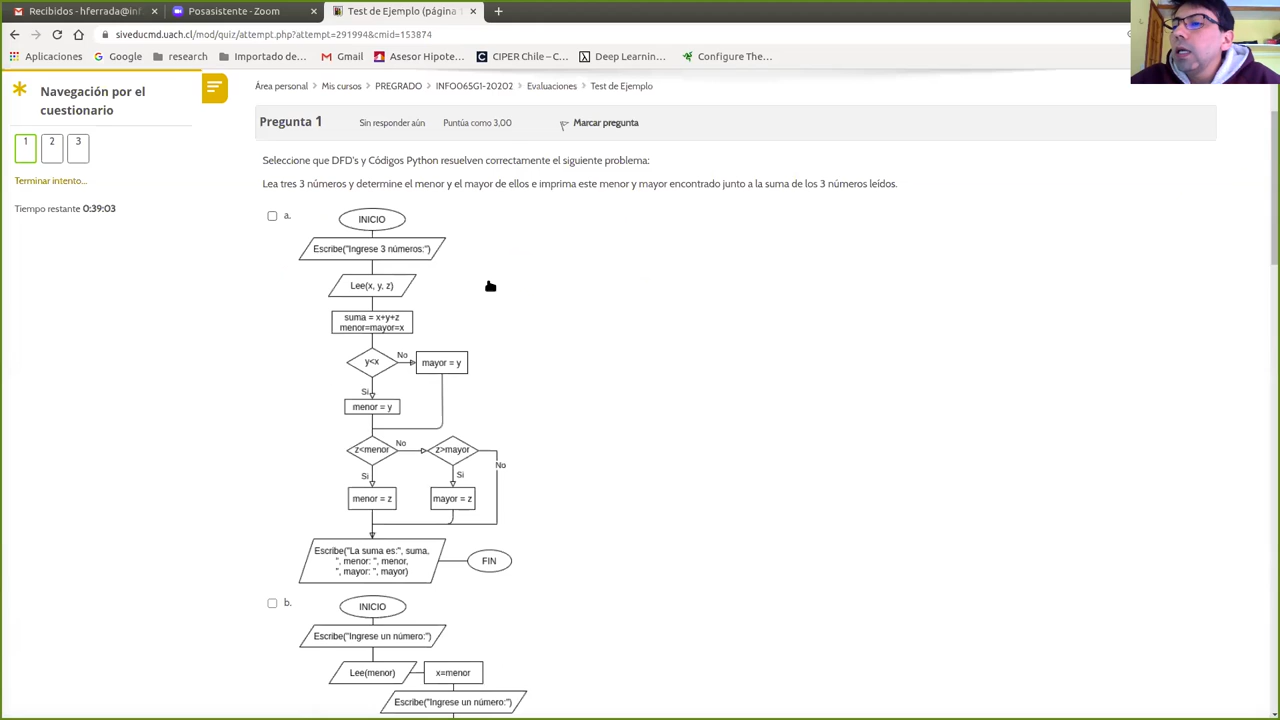 Recibidos - hferrada@inf
Posasistente - Zoom
Test de Ejemplo (página 1
siveducmd.uach.cl/mod/quiz/attempt.php?attempt=291994&cmid=153874
Aplicaciones Google research Importado de… Gmail Asesor Hipote… CIPER Chile – C… Deep Learnin… Configure The…
Navegación por el
cuestionario
1 2 3
Terminar intento...
Tiempo restante 0:39:03
Área personal > Mis cursos > PREGRADO > INFO065G1-20202 > Evaluaciones > Test de Ejemplo
Pregunta 1 Sin responder aún Puntúa como 3,00 Marcar pregunta
Seleccione que DFD's y Códigos Python resuelven correctamente el siguiente problema:
Lea tres 3 números y determine el menor y el mayor de ellos e imprima este menor y mayor encontrado junto a la suma de los 3 números leídos.
a.
INICIO
Escribe("Ingrese 3 números:")
Lee(x, y, z)
suma = x+y+z
menor=mayor=x
y<x
No
mayor = y
Si
menor = y
z<menor
No
z>mayor
No
Si
Si
menor = z
mayor = z
Escribe("La suma es:", suma,
", menor: ", menor,
", mayor: ", mayor)
FIN
b.
INICIO
Escribe("Ingrese un número:")
Lee(menor)
x=menor
Escribe("Ingrese un número:")